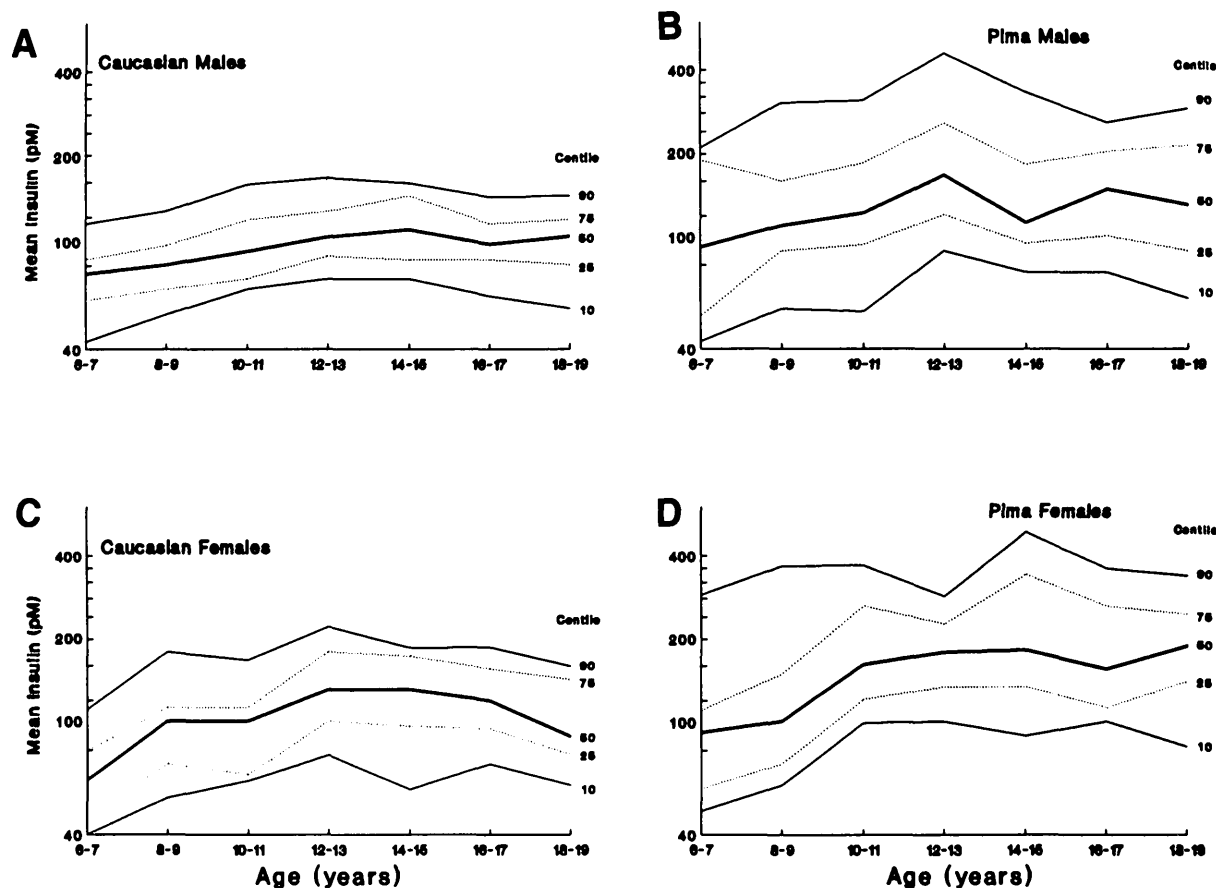 A
Caucasian Males
Mean Insulin (pM)
400
200
100
40
Centile
90
75
50
25
10
6-7 8-9 10-11 12-13 14-15 16-17 18-19
B
Pima Males
400
200
100
40
Centile
90
75
50
25
10
6-7 8-9 10-11 12-13 14-15 16-17 18-19
C
Caucasian Females
Mean Insulin (pM)
400
200
100
40
Centile
90
75
50
25
10
6-7 8-9 10-11 12-13 14-15 16-17 18-19
Age (years)
D
Pima Females
400
200
100
40
Centile
90
75
50
25
10
6-7 8-9 10-11 12-13 14-15 16-17 18-19
Age (years)